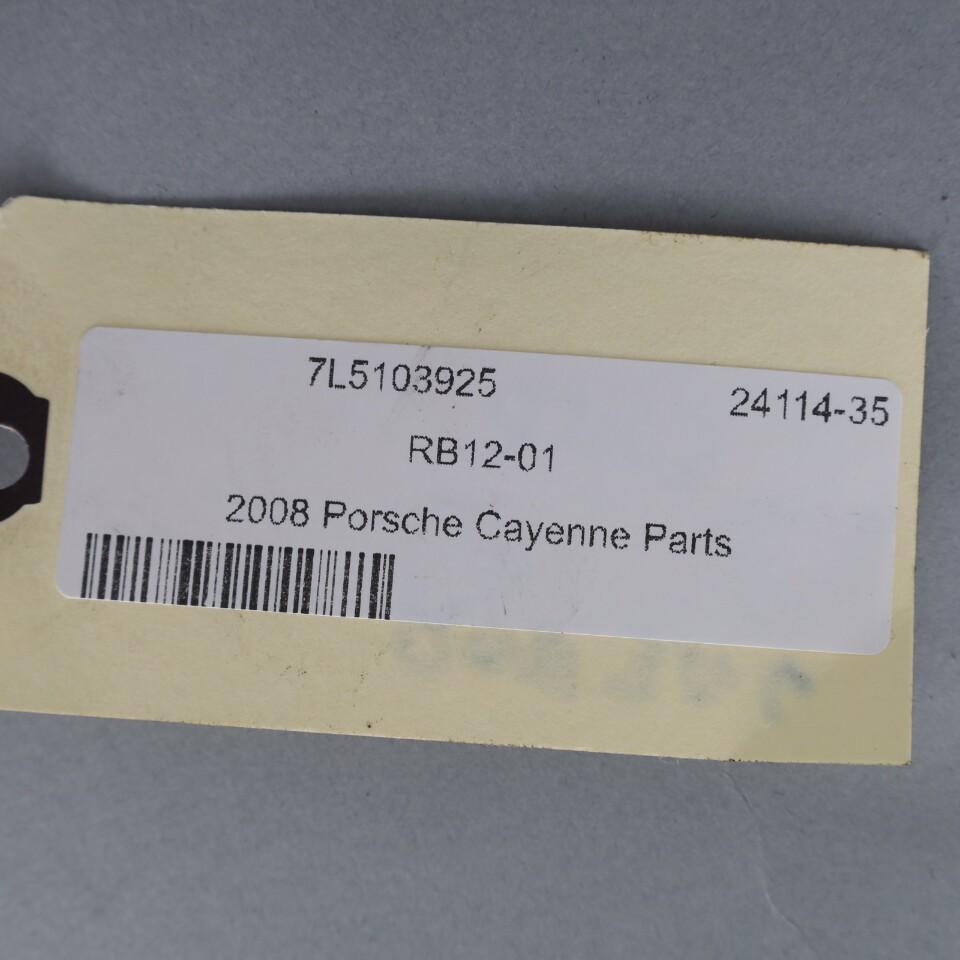 7L5103925
24114-35
RB12-01
2008 Porsche Cayenne Parts